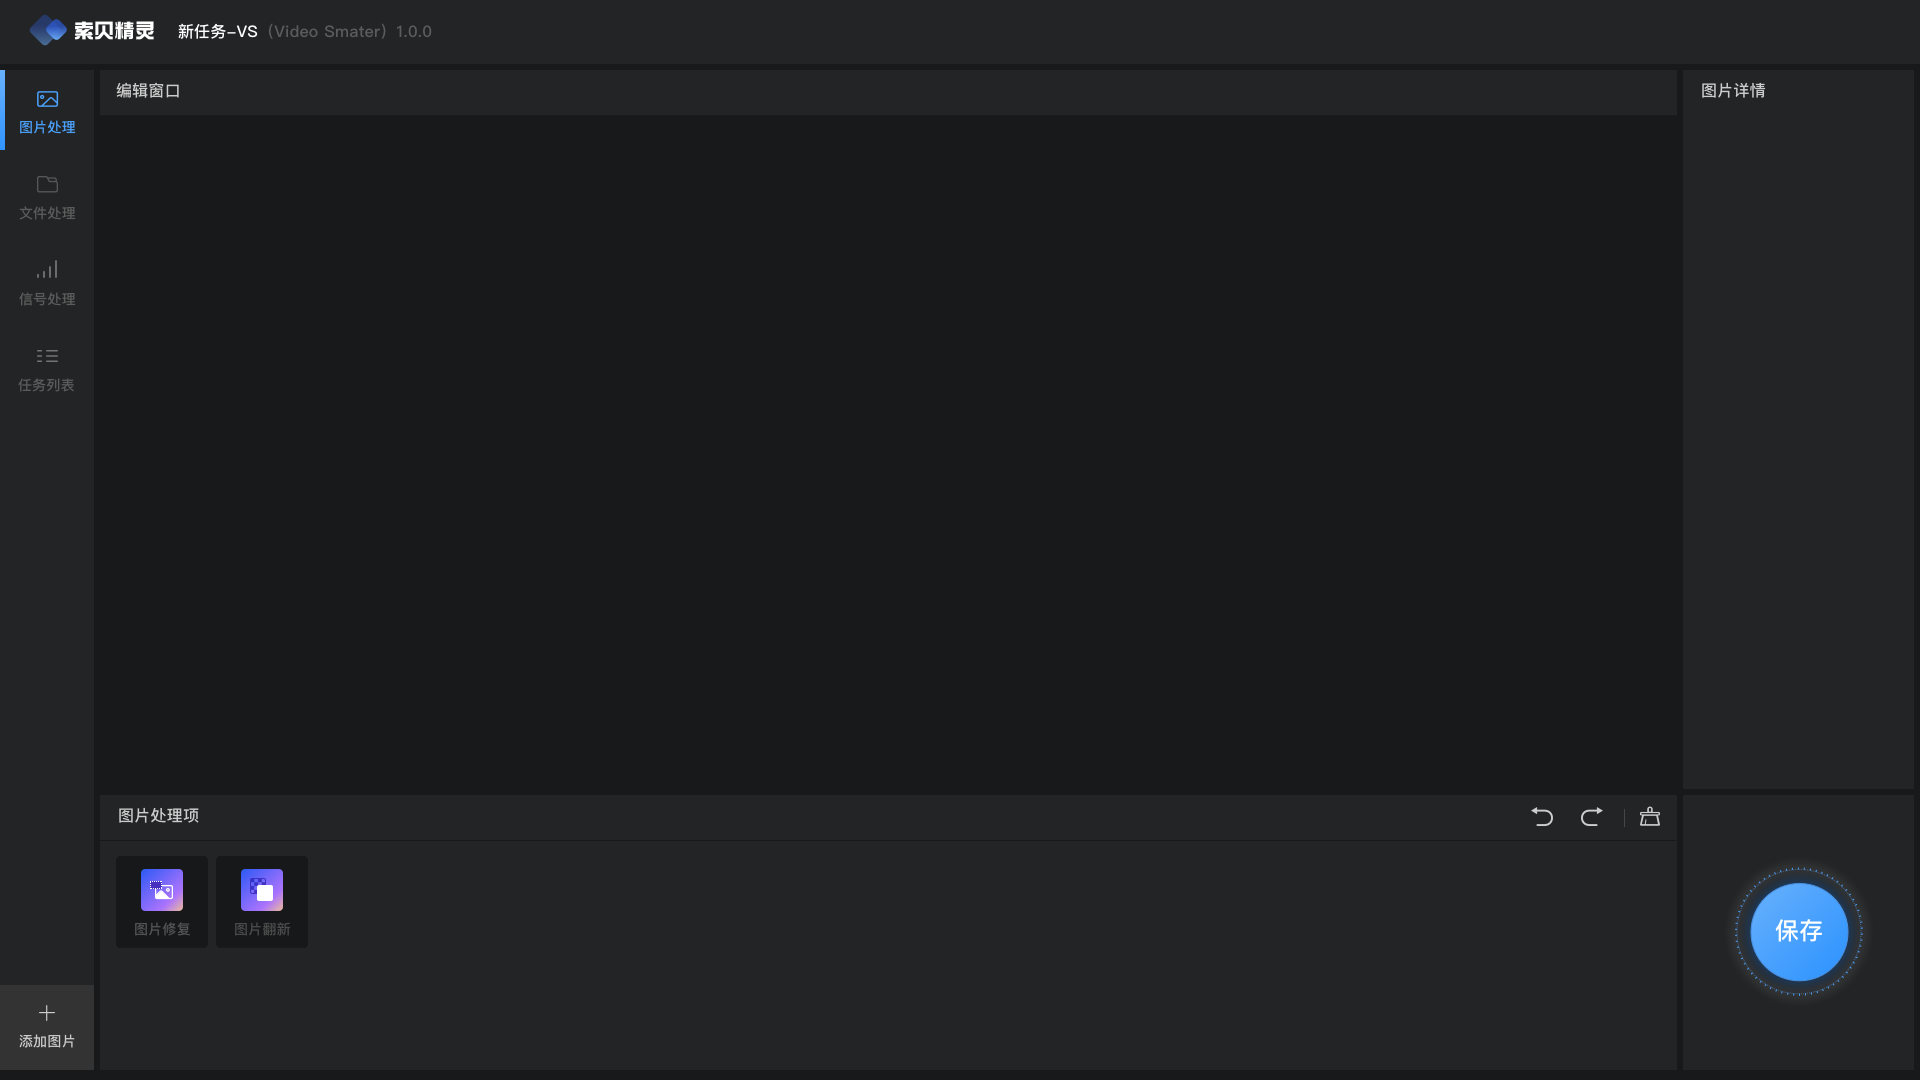 索贝精灵 新任务-VS（Video Smater）1.0.0
图片处理
文件处理
信号处理
任务列表
添加图片
编辑窗口
图片处理项
图片修复
图片翻新
图片详情
保存